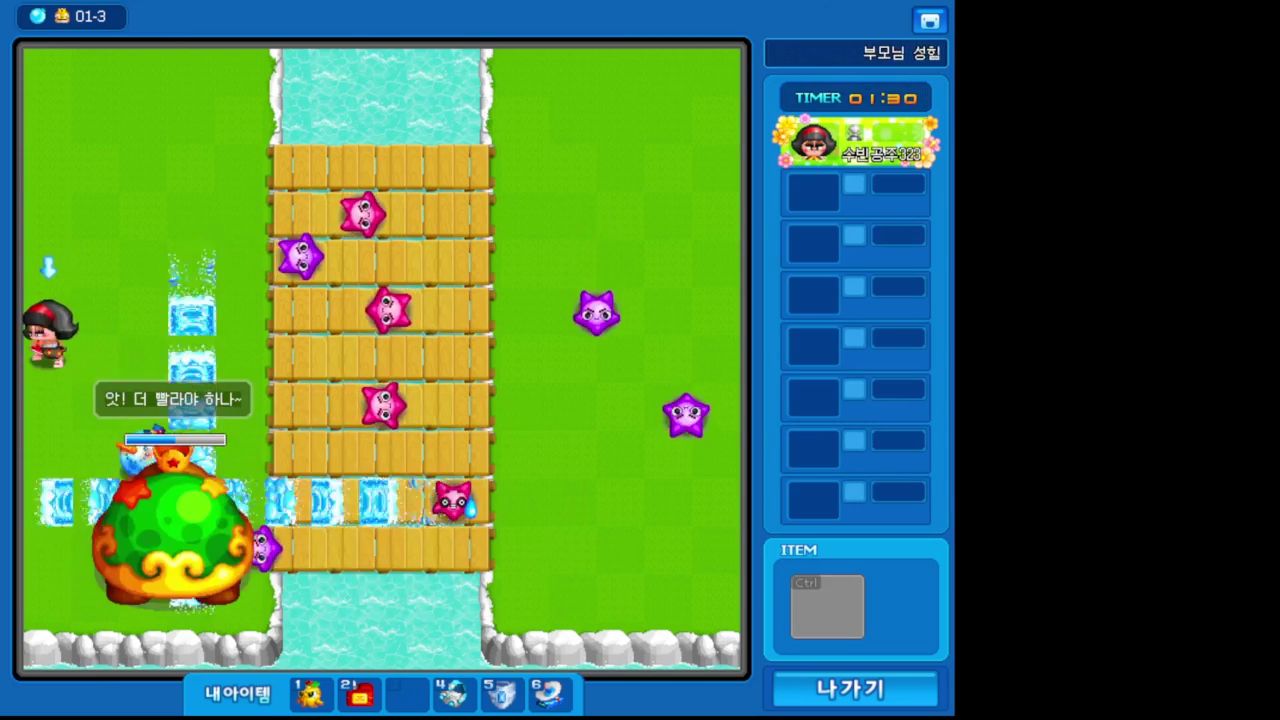 01-3
부모님 성힐
TIMER 01:30
수빈공주323
앗! 더 빨라야 하나~
ITEM
Ctrl
내아이템
1
2
4
5
6
나가기